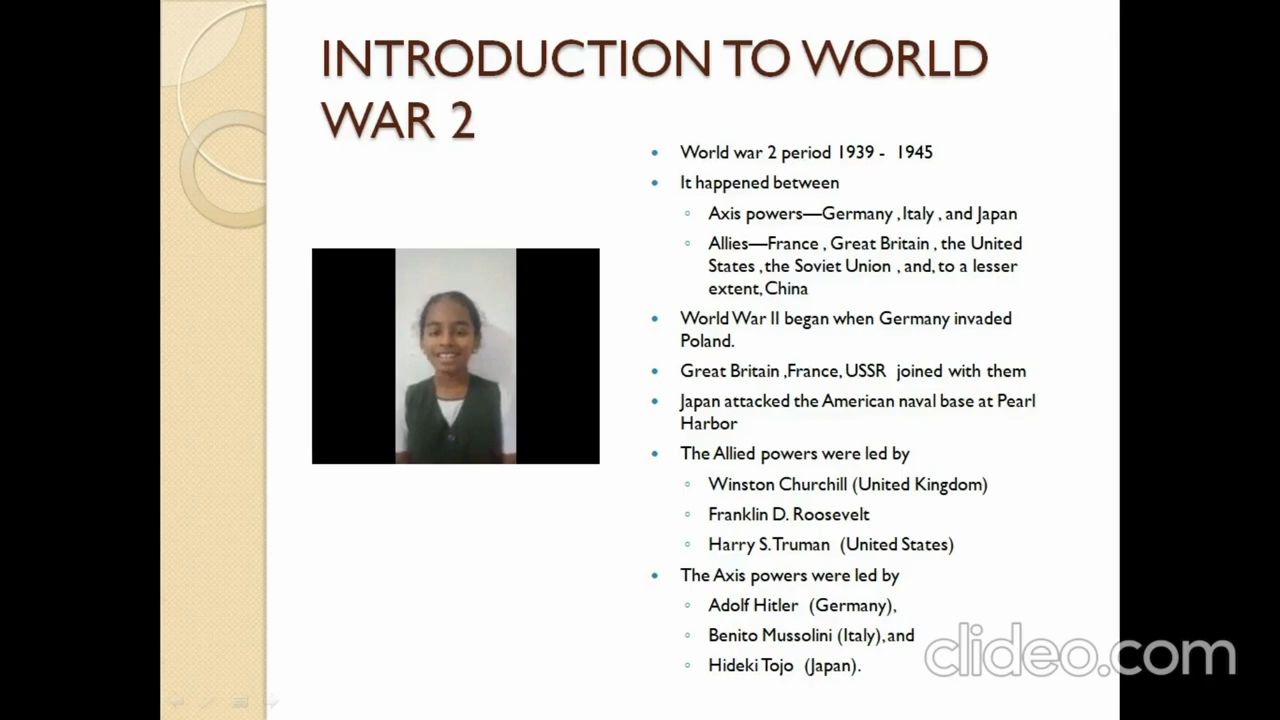 INTRODUCTION TO WORLD
WAR 2
World war 2 period 1939 - 1945
It happened between
Axis powers—Germany , Italy , and Japan
Allies—France , Great Britain , the United
States , the Soviet Union , and, to a lesser
extent, China
World War II began when Germany invaded
Poland.
Great Britain ,France, USSR joined with them
Japan attacked the American naval base at Pearl
Harbor
The Allied powers were led by
Winston Churchill (United Kingdom)
Franklin D. Roosevelt
Harry S. Truman (United States)
The Axis powers were led by
Adolf Hitler (Germany),
Benito Mussolini (Italy), and
Hideki Tojo (Japan).
clideo.com